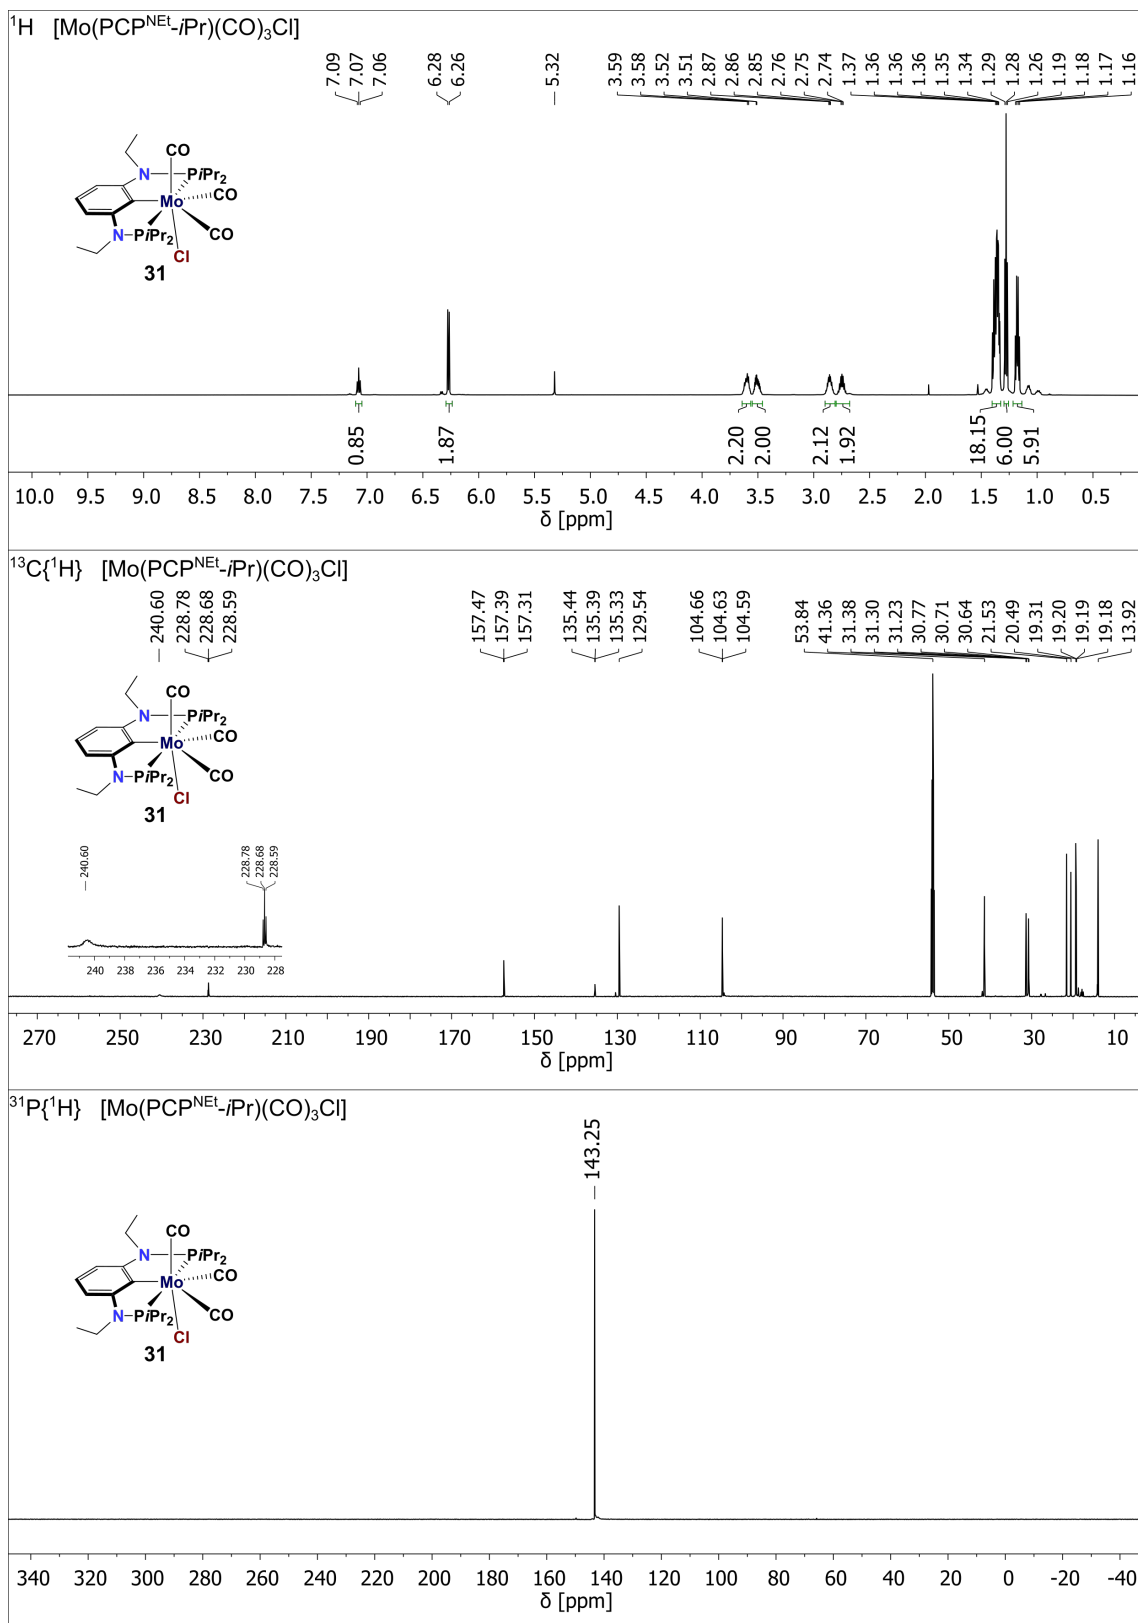 ¹H [Mo(PCP^NEt-iPr)(CO)₃Cl]
7.09 7.07 7.06 6.28 6.26 5.32 3.59 3.58 3.52 3.51 2.87 2.86 2.85 2.76 2.75 2.74 1.37 1.36 1.36 1.36 1.35 1.34 1.29 1.28 1.26 1.19 1.18 1.17 1.16
CO
N PiPr₂
Mo CO
N PiPr₂ CO
Cl
31
0.85 1.87 2.20 2.00 2.12 1.92 18.15 6.00 5.91
10.0 9.5 9.0 8.5 8.0 7.5 7.0 6.5 6.0 5.5 5.0 4.5 4.0 3.5 3.0 2.5 2.0 1.5 1.0 0.5
δ [ppm]
¹³C{¹H} [Mo(PCP^NEt-iPr)(CO)₃Cl]
240.60 228.78 228.68 228.59 157.47 157.39 157.31 135.44 135.39 135.33 129.54 104.66 104.63 104.59 53.84 41.36 31.38 31.30 31.23 30.77 30.71 30.64 21.53 20.49 19.31 19.20 19.19 19.18 13.92
CO
N PiPr₂
Mo CO
N PiPr₂ CO
Cl
31
240.60 228.78 228.68 228.59
240 238 236 234 232 230 228
270 250 230 210 190 170 150 130 110 90 80 70 60 50 40 30 20 10
δ [ppm]
³¹P{¹H} [Mo(PCP^NEt-iPr)(CO)₃Cl]
143.25
CO
N PiPr₂
Mo CO
N PiPr₂ CO
Cl
31
340 320 300 280 260 240 220 200 180 160 140 120 100 80 60 40 20 0 -20 -40
δ [ppm]